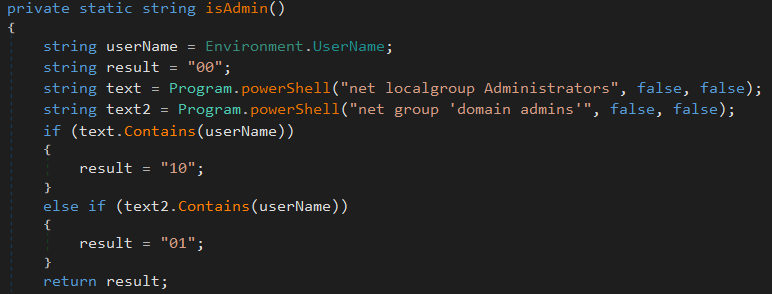 private static string isAdmin()
{
string userName = Environment.UserName;
string result = "00";
string text = Program.powerShell("net localgroup Administrators", false, false);
string text2 = Program.powerShell("net group 'domain admins'", false, false);
if (text.Contains(userName))
{
result = "10";
}
else if (text2.Contains(userName))
{
result = "01";
}
return result;